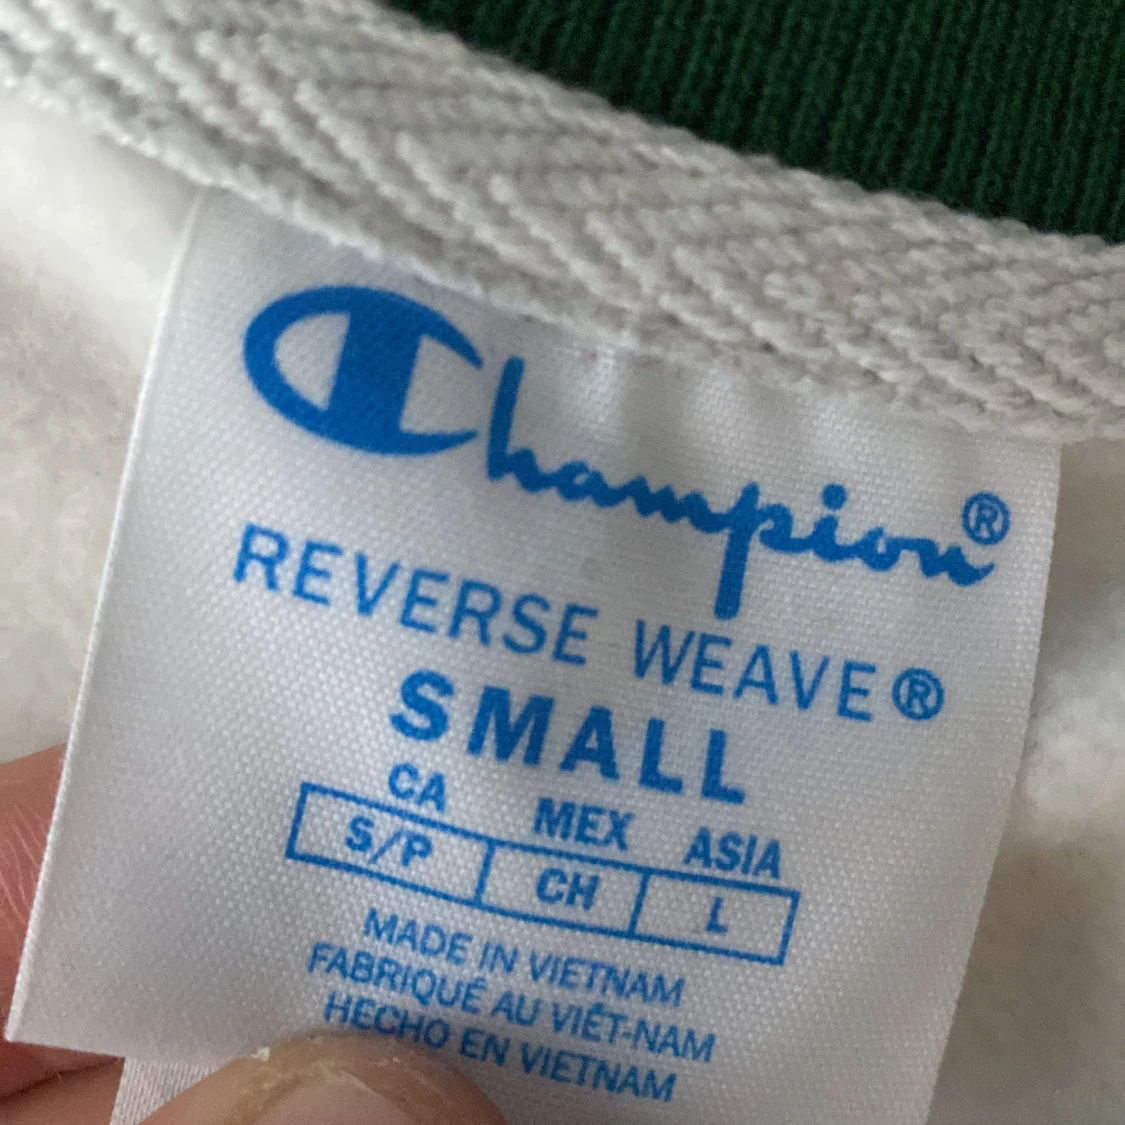 Champion®
REVERSE WEAVE®
SMALL
CA MEX ASIA
S/P CH L
MADE IN VIETNAM
FABRIQUÉ AU VIÊT-NAM
HECHO EN VIETNAM